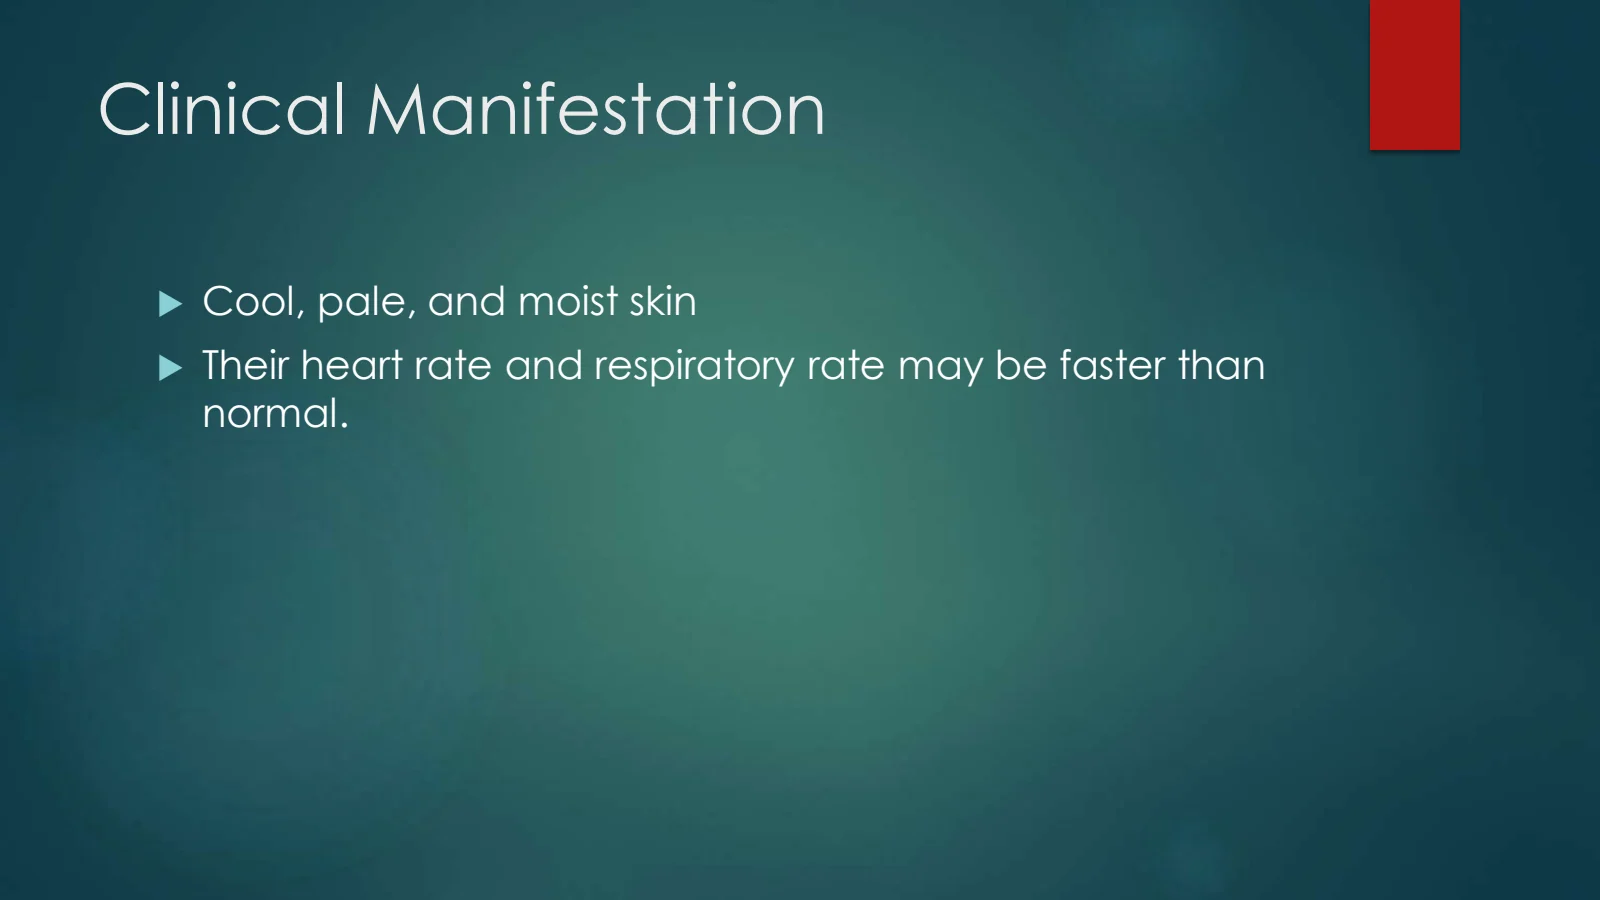 Clinical Manifestation
Cool, pale, and moist skin
Their heart rate and respiratory rate may be faster than
normal.